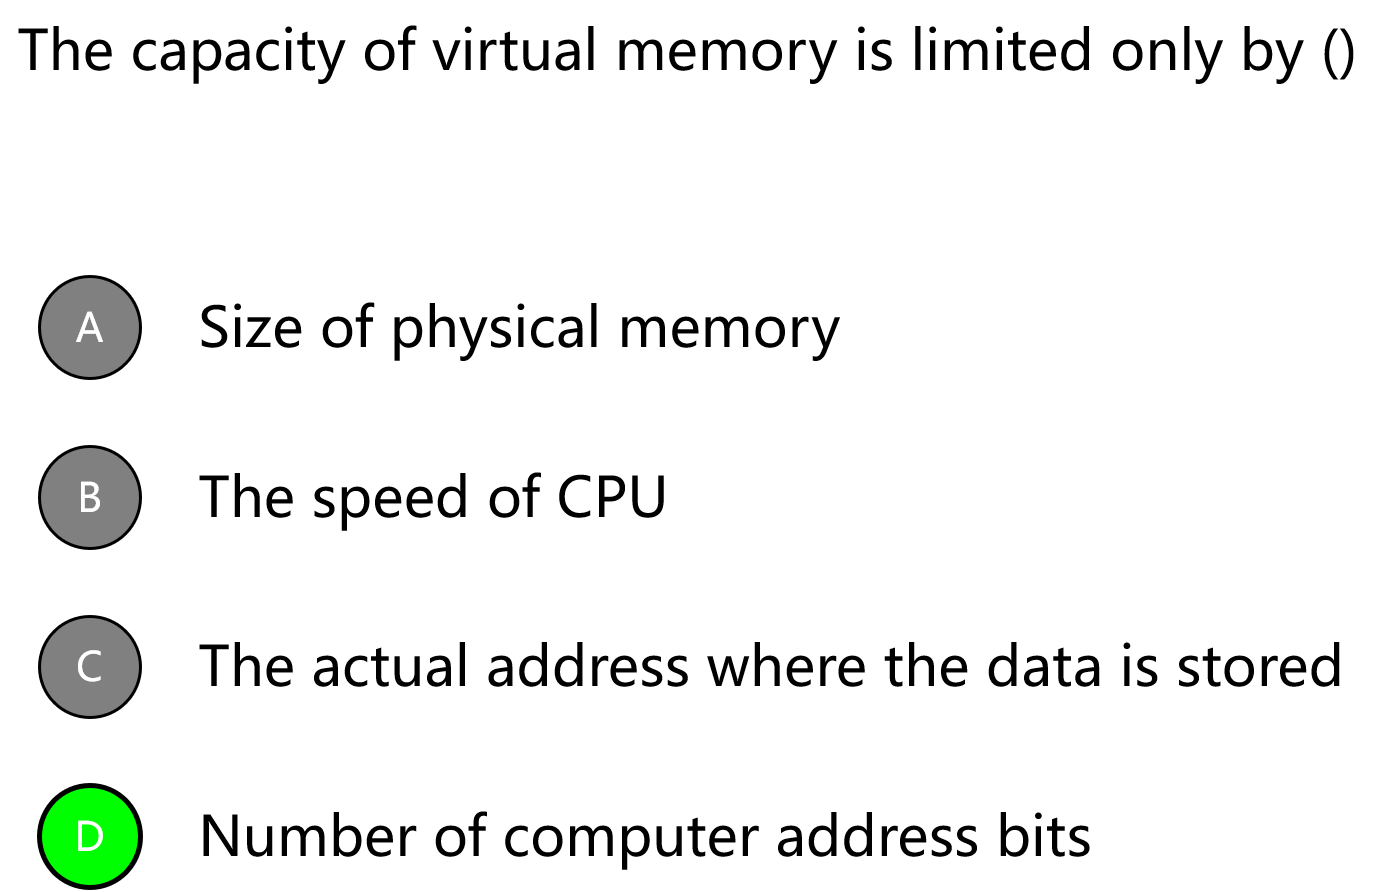 The capacity of virtual memory is limited only by ()
A Size of physical memory
B The speed of CPU
C The actual address where the data is stored
D Number of computer address bits